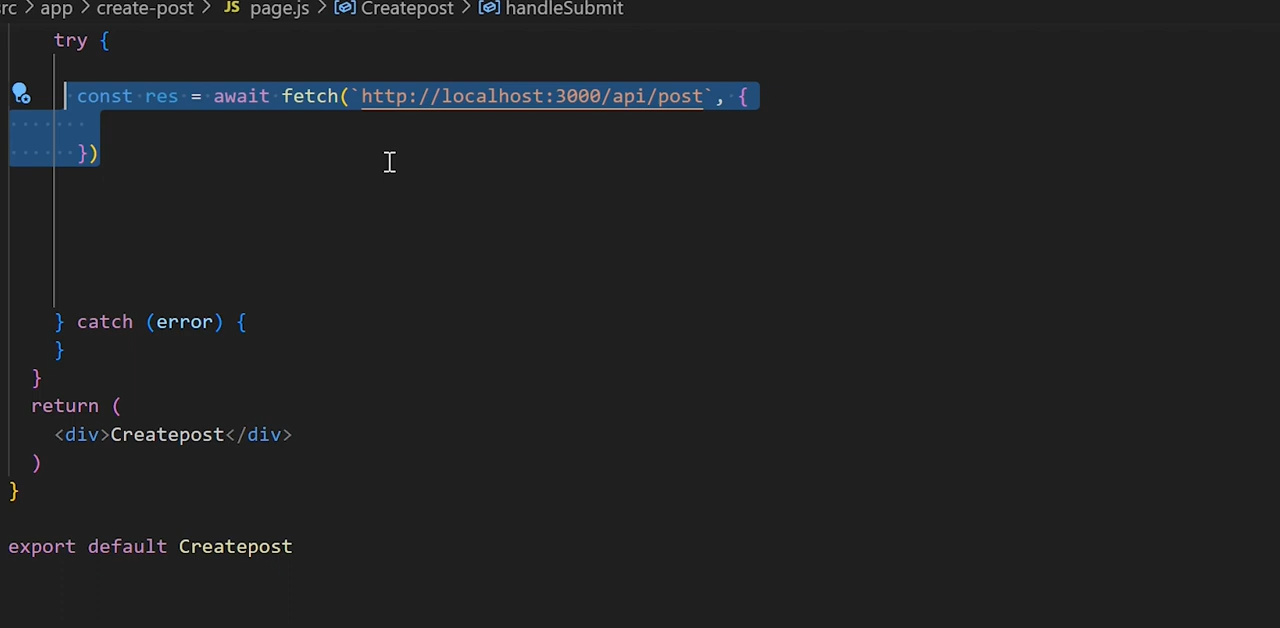 rc > app > create-post > JS page.js > Createpost > handleSubmit
try {
const res = await fetch(`http://localhost:3000/api/post`, {
})
} catch (error) {
}
}
return (
<div>Createpost</div>
)
}
export default Createpost